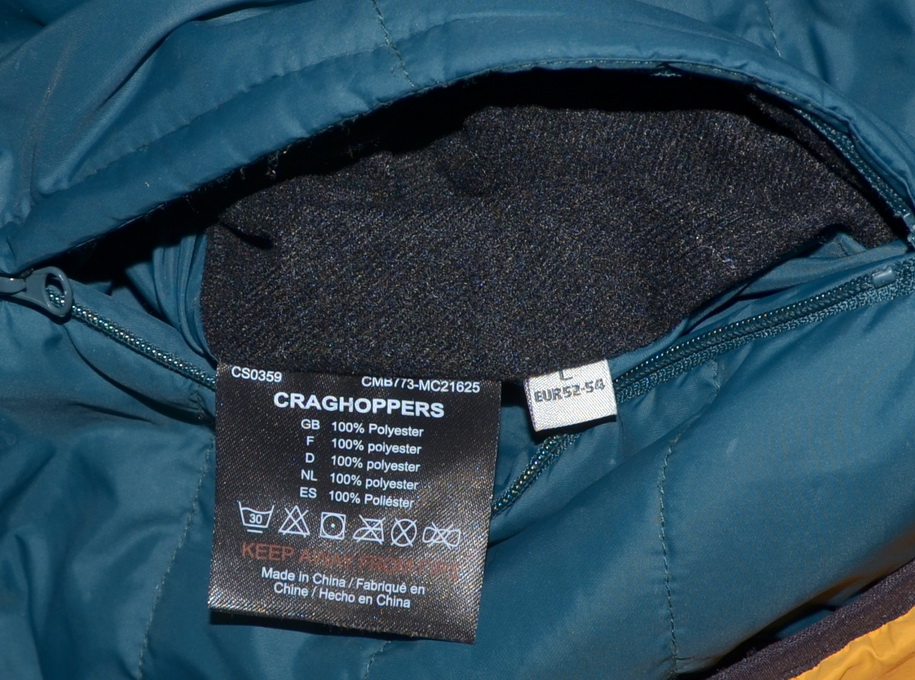 CS0359 CMB773-MC21625
CRAGHOPPERS
GB 100% Polyester
F 100% polyester
D 100% polyester
NL 100% polyester
ES 100% Poliéster
30
KEEP AWAY FROM FIRE
Made in China / Fabriqué en
Chine / Hecho en China
L
EUR52-54